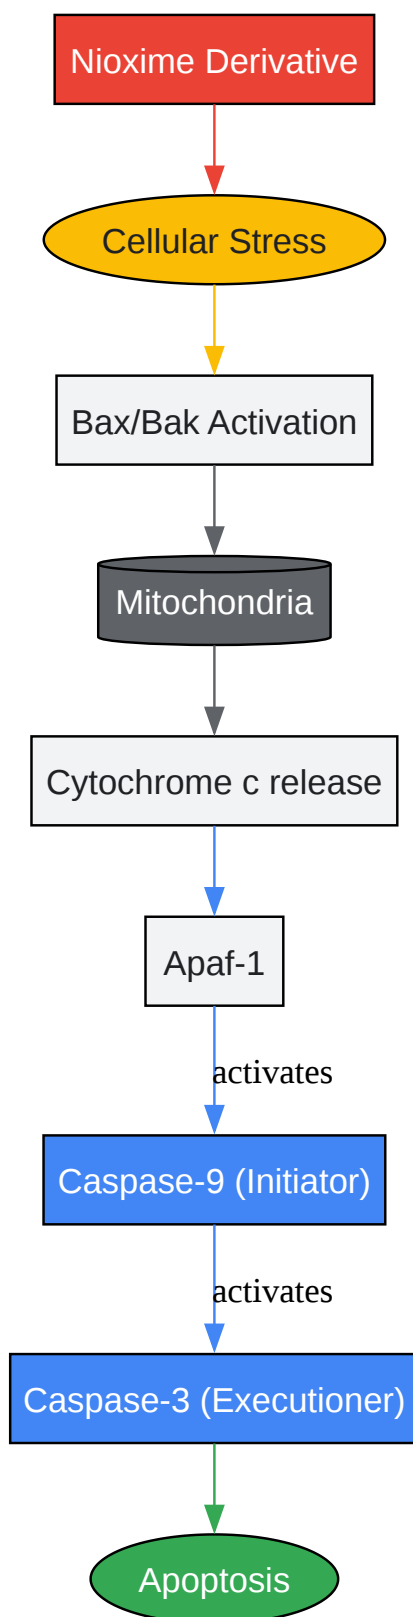 Nioxime Derivative
Cellular Stress
Bax/Bak Activation
Mitochondria
Cytochrome c release
Apaf-1
activates
Caspase-9 (Initiator)
activates
Caspase-3 (Executioner)
Apoptosis